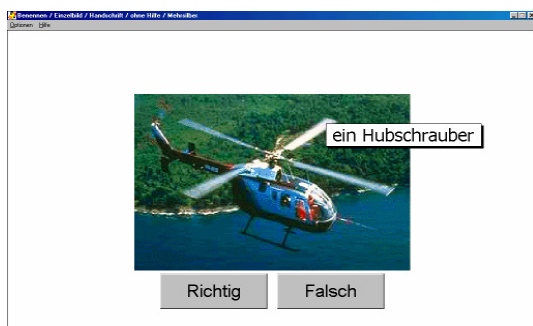 Benennen / Einzelbild / Handschrift / ohne Hilfe / Mehrsilber
Optionen Hilfe
ein Hubschrauber
Richtig
Falsch